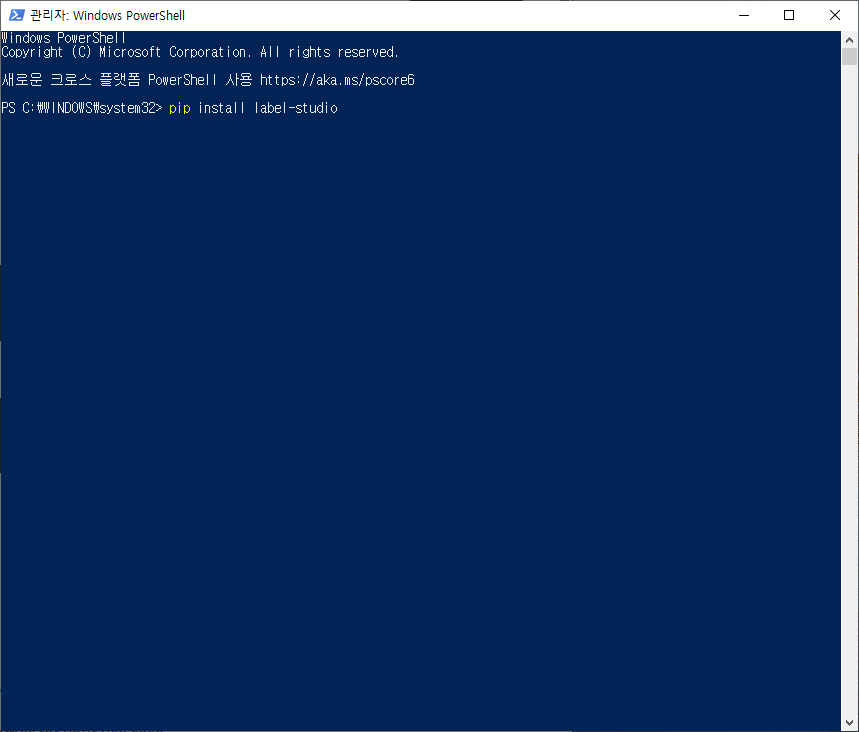 관리자: Windows PowerShell
Windows PowerShell
Copyright (C) Microsoft Corporation. All rights reserved.
새로운 크로스 플랫폼 PowerShell 사용 https://aka.ms/pscore6
PS C:₩WINDOWS₩system32> pip install label-studio